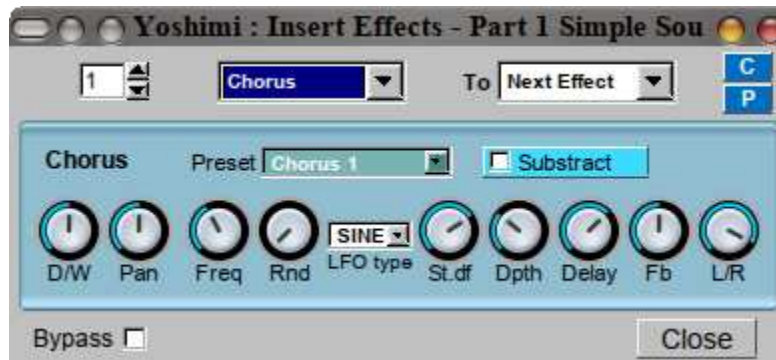 Yoshimi : Insert Effects - Part 1 Simple Sou
1 Chorus To Next Effect C
P
Chorus Preset Chorus 1 Substract
SINE
D/W Pan Freq Rnd LFO type St.df Dpth Delay Fb L/R
Bypass Close